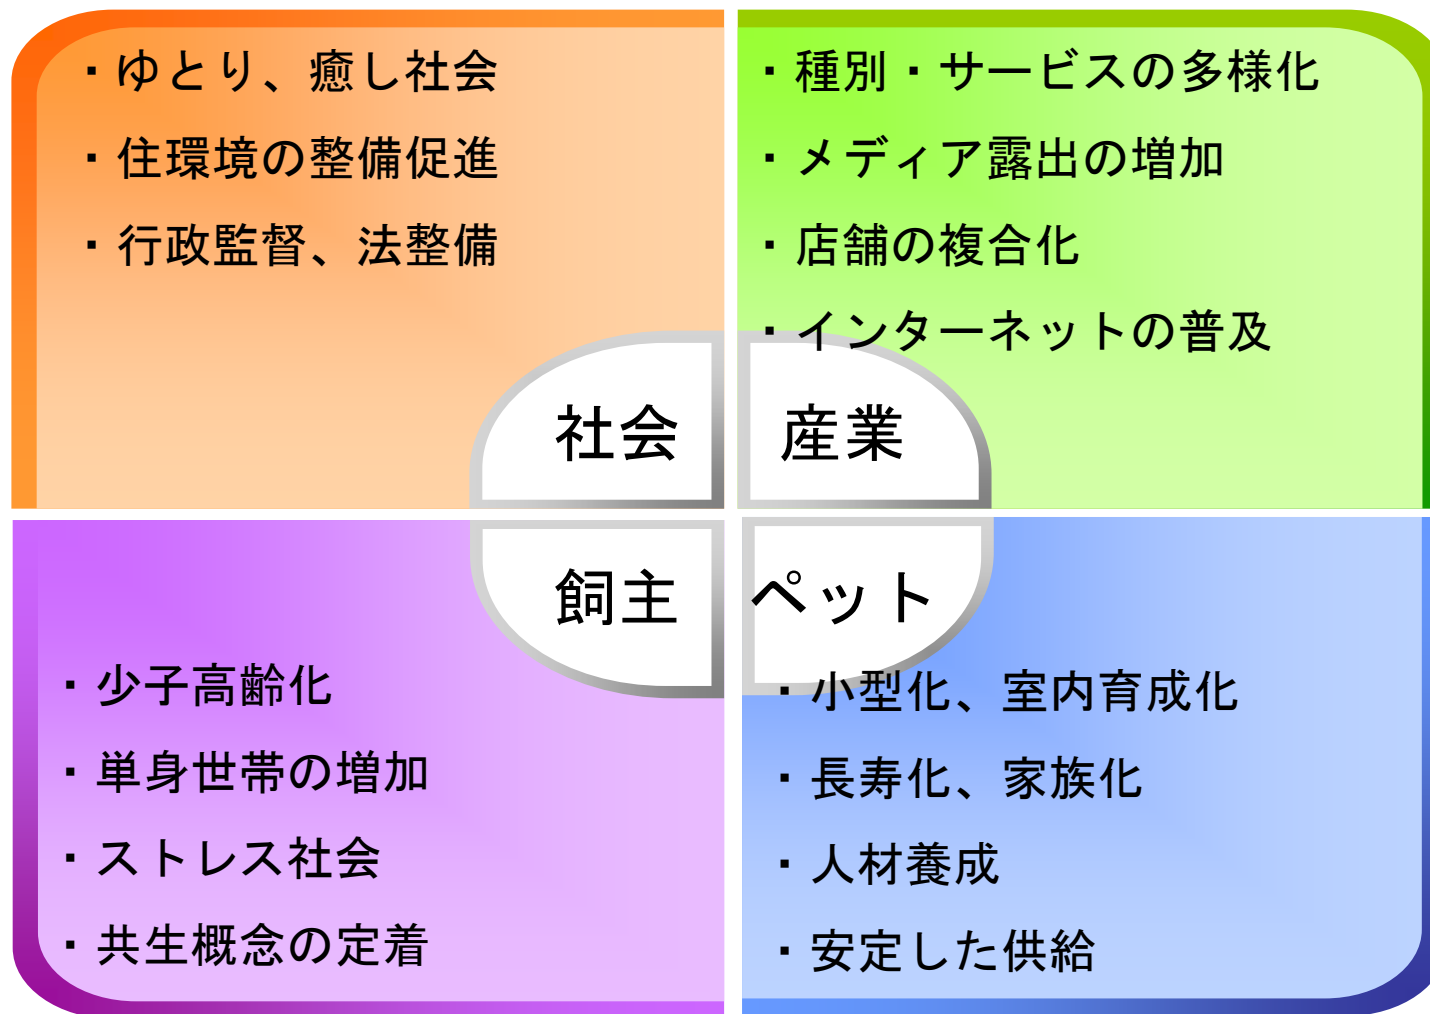 ・ゆとり、癒し社会
・住環境の整備促進
・行政監督、法整備
社会
・種別・サービスの多様化
・メディア露出の増加
・店舗の複合化
・インターネットの普及
産業
飼主
・少子高齢化
・単身世帯の増加
・ストレス社会
・共生概念の定着
ペット
・小型化、室内育成化
・長寿化、家族化
・人材養成
・安定した供給